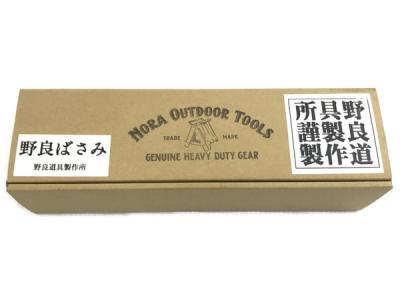 野良ばさみ
野良道具製作所
NORA OUTDOOR TOOLS
TRADE MARK
GENUINE HEAVY DUTY GEAR
野良道
具製作
所謹製